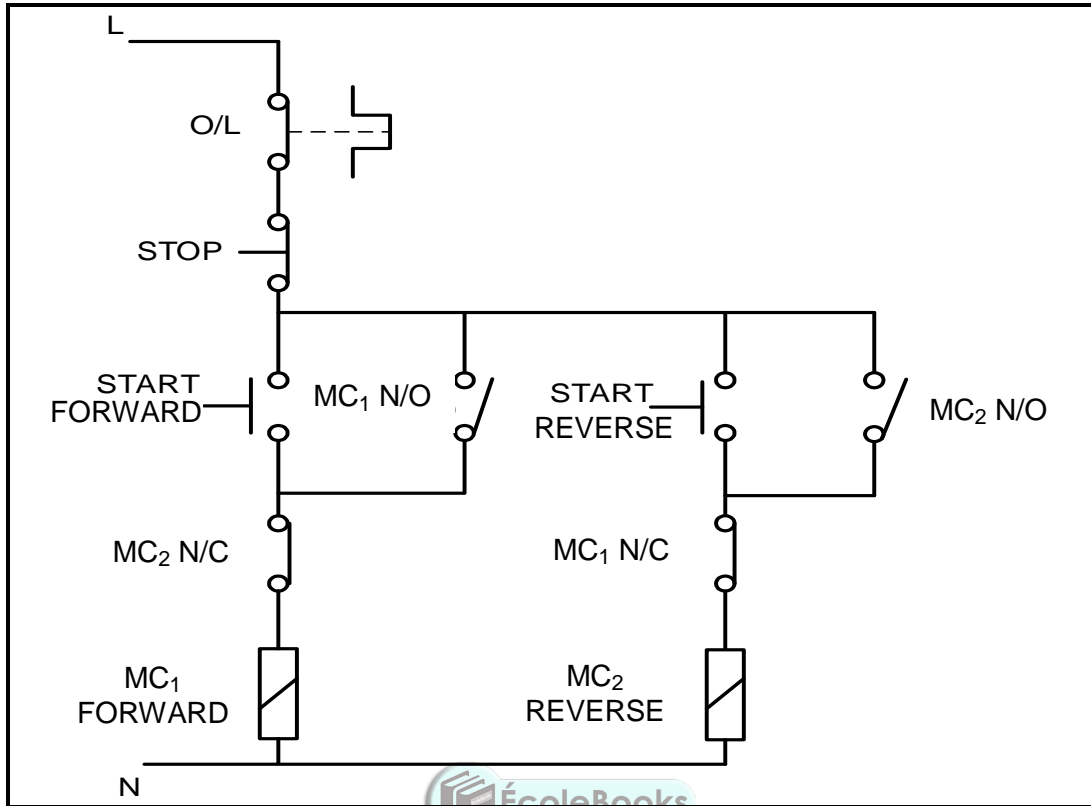 L
O/L
STOP
START
FORWARD
MC₁ N/O
START
REVERSE
MC₂ N/O
MC₂ N/C
MC₁ N/C
MC₁
FORWARD
MC₂
REVERSE
N
ÉcoleBooks